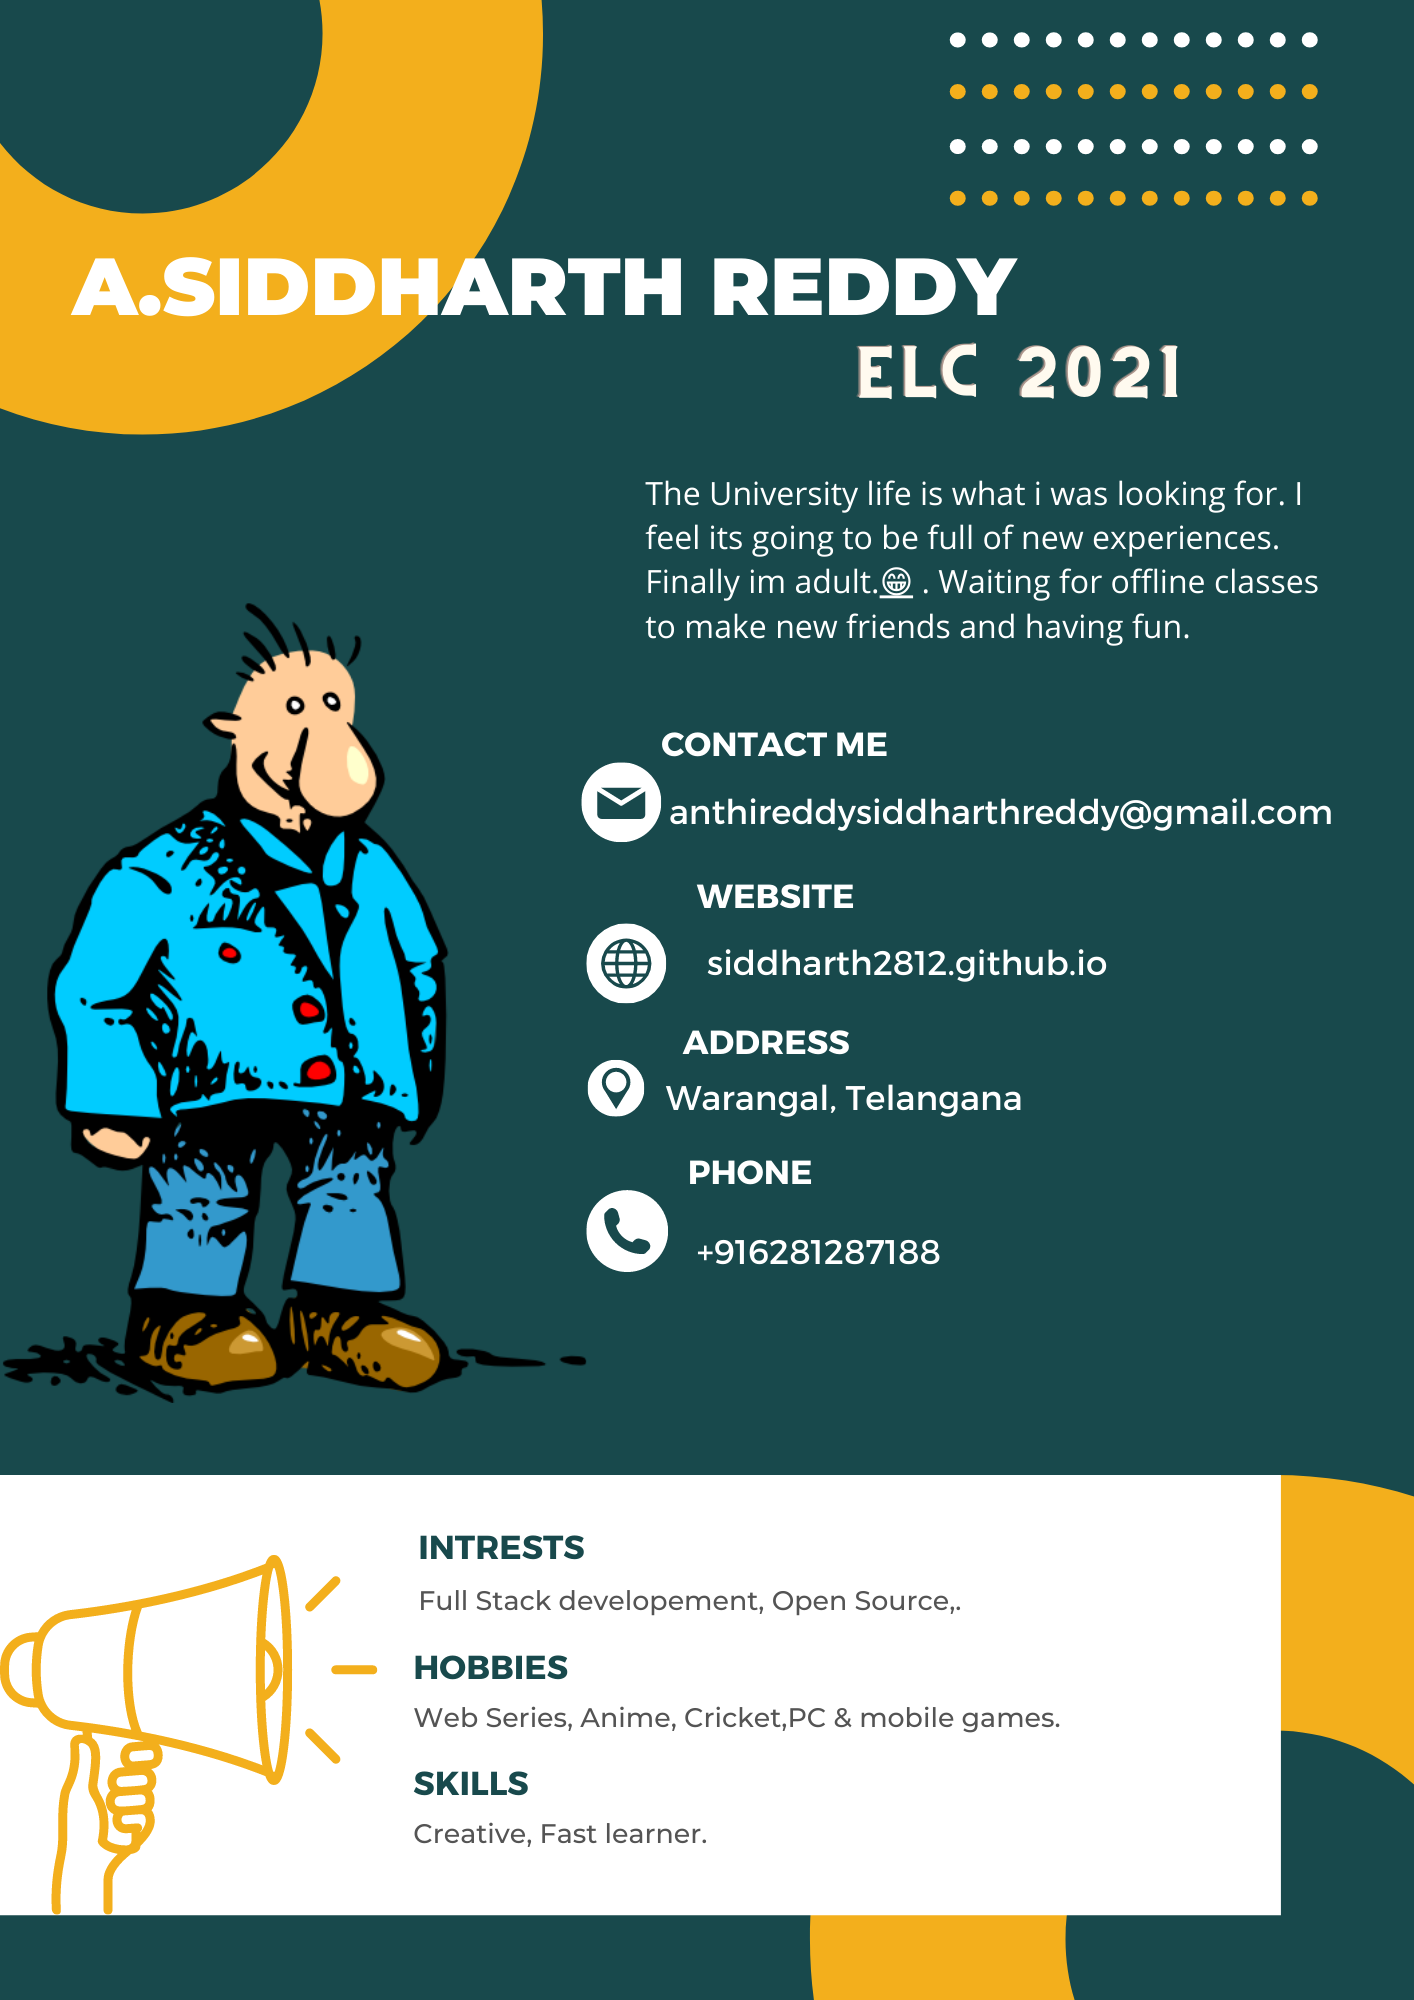 A.SIDDHARTH REDDY
ELC 2021
The University life is what i was looking for. I
feel its going to be full of new experiences.
Finally im adult.😁 . Waiting for offline classes
to make new friends and having fun.
CONTACT ME
anthireddysiddharthreddy@gmail.com
WEBSITE
siddharth2812.github.io
ADDRESS
Warangal, Telangana
PHONE
+916281287188
INTRESTS
Full Stack developement, Open Source,.
HOBBIES
Web Series, Anime, Cricket,PC & mobile games.
SKILLS
Creative, Fast learner.